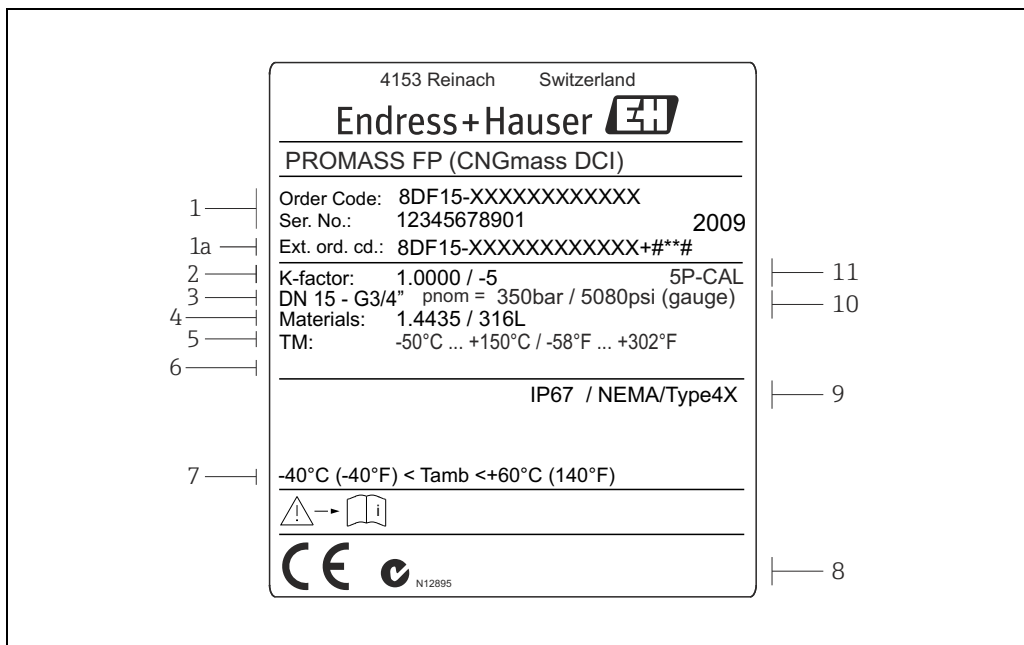 4153 Reinach Switzerland
Endress+Hauser EH
PROMASS FP (CNGmass DCI)
1 Order Code: 8DF15-XXXXXXXXXXXX
Ser. No.: 12345678901 2009
1a Ext. ord. cd.: 8DF15-XXXXXXXXXXXX+#**#
2 K-factor: 1.0000 / -5 5P-CAL 11
3 DN 15 - G3/4” pnom = 350bar / 5080psi (gauge) 10
4 Materials: 1.4435 / 316L
5 TM: -50°C ... +150°C / -58°F ... +302°F
6
IP67 / NEMA/Type4X 9
7 -40°C (-40°F) < Tamb <+60°C (140°F)
i
CE N12895 8